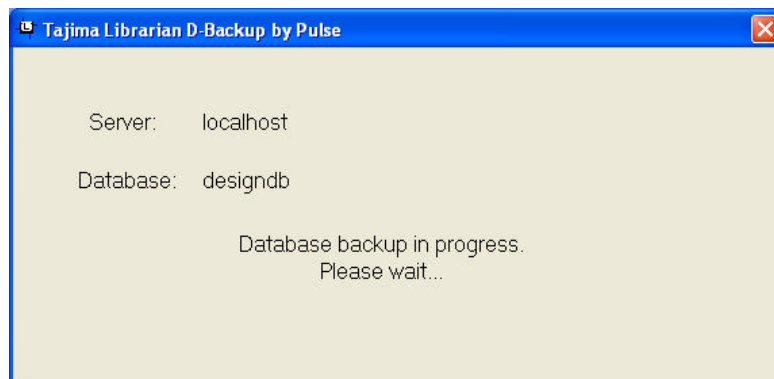 Tajima Librarian D-Backup by Pulse
Server: localhost
Database: designdb
Database backup in progress.
Please wait...